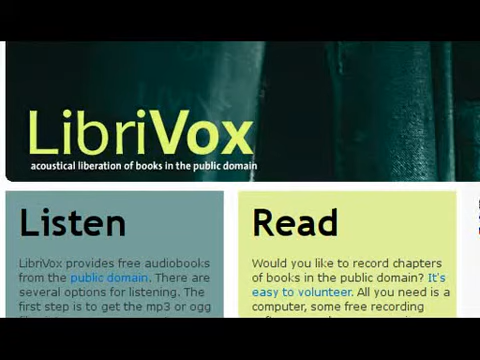 LibriVox
acoustical liberation of books in the public domain
Listen
LibriVox provides free audiobooks
from the public domain. There are
several options for listening. The
first step is to get the mp3 or ogg
Read
Would you like to record chapters
of books in the public domain? It's
easy to volunteer. All you need is a
computer, some free recording